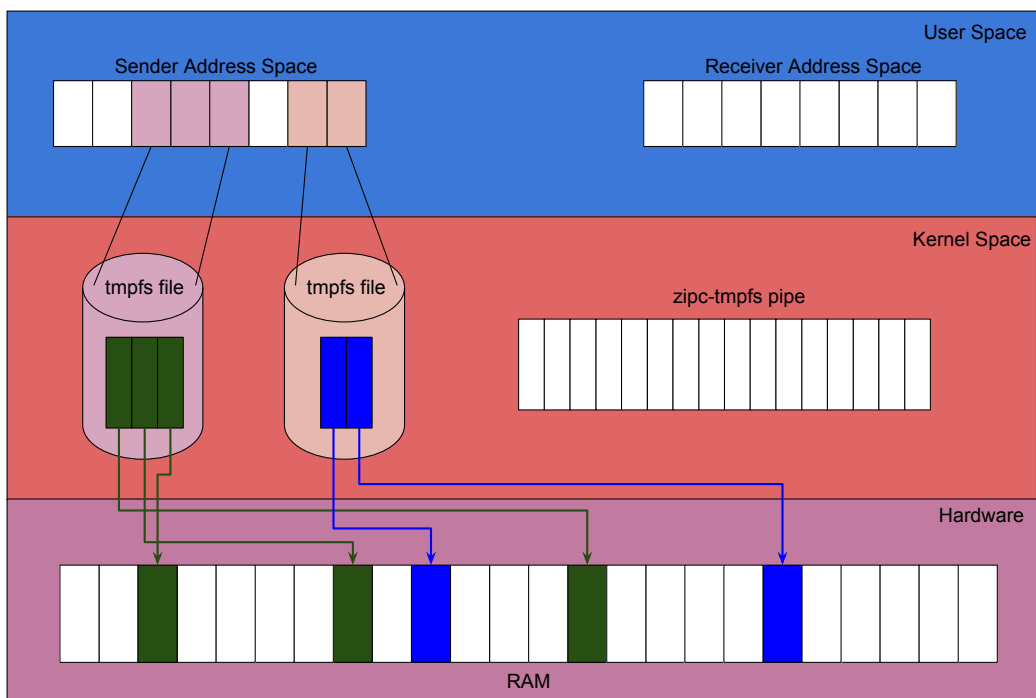 User Space
Sender Address Space
Receiver Address Space
Kernel Space
tmpfs file
tmpfs file
zipc-tmpfs pipe
Hardware
RAM